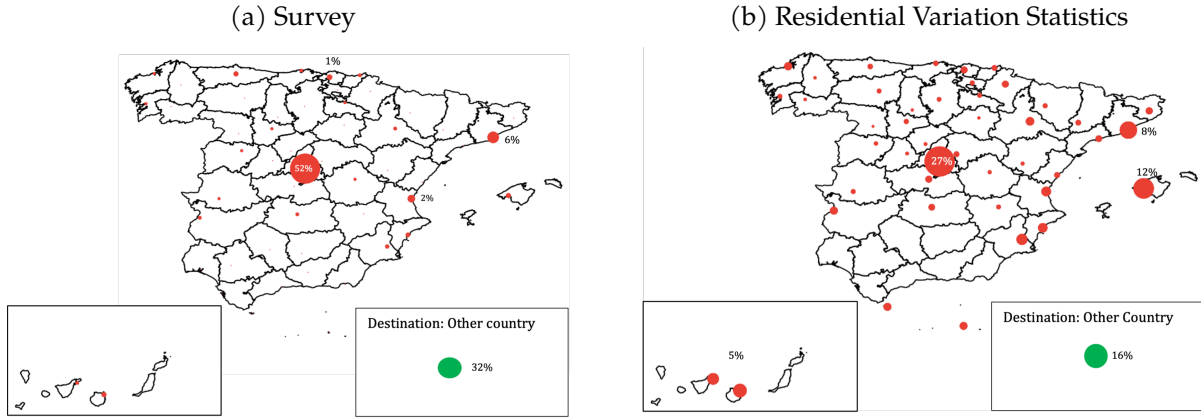 (a) Survey
1%
6%
52%
2%
Destination: Other country
32%
(b) Residential Variation Statistics
8%
27%
12%
Destination: Other Country
5%
16%